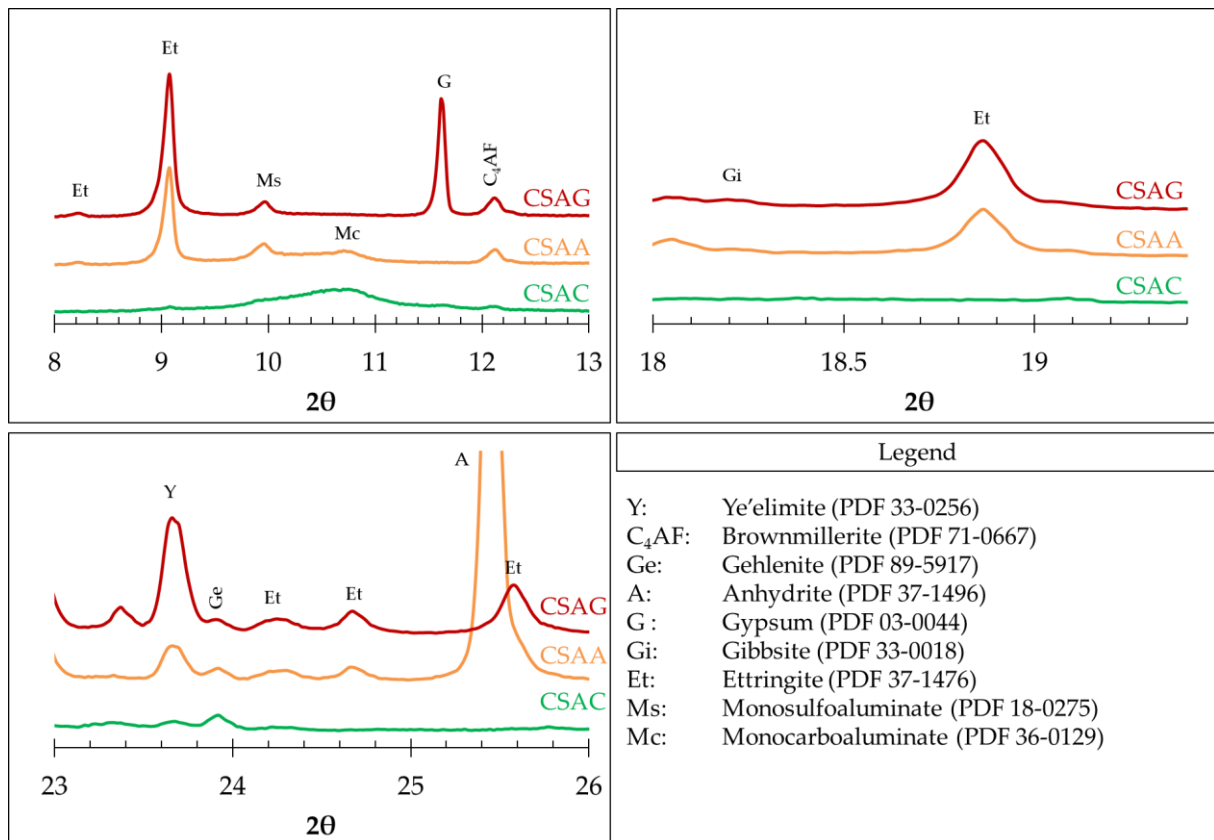 Et
G
Et
Ms
C₄AF
CSAG
Mc
CSAA
CSAC
8 9 10 11 12 13
2θ
Et
Gi
CSAG
CSAA
CSAC
18 18.5 19
2θ
A
Y
Et
Ge
Et
Et
CSAG
CSAA
CSAC
23 24 25 26
2θ
Legend
Y: Ye'elimite (PDF 33-0256)
C₄AF: Brownmillerite (PDF 71-0667)
Ge: Gehlenite (PDF 89-5917)
A: Anhydrite (PDF 37-1496)
G : Gypsum (PDF 03-0044)
Gi: Gibbsite (PDF 33-0018)
Et: Ettringite (PDF 37-1476)
Ms: Monosulfoaluminate (PDF 18-0275)
Mc: Monocarboaluminate (PDF 36-0129)